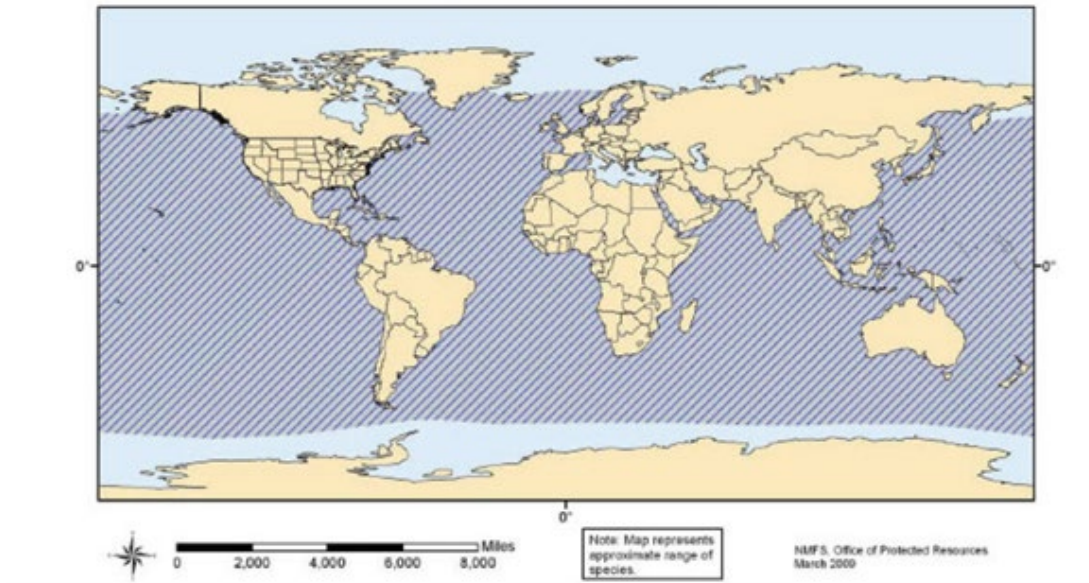 0°
0°
0°
Miles
0 2,000 4,000 6,000 8,000
Note: Map represents
approximate range of
species.
NMFS, Office of Protected Resources
March 2009